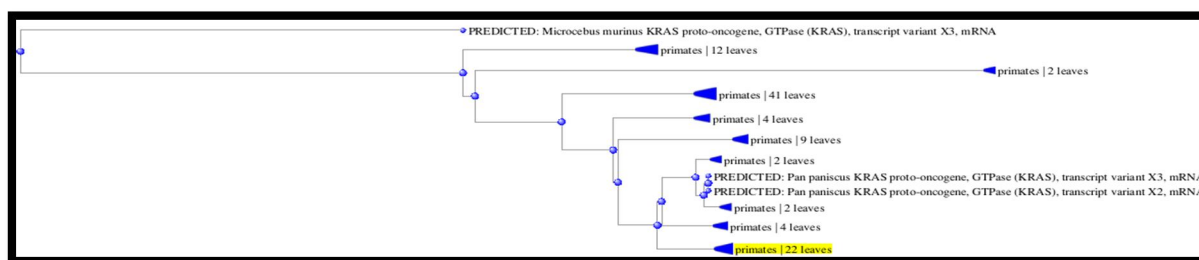 PREDICTED: Microcebus murinus KRAS proto-oncogene, GTPase (KRAS), transcript variant X3, mRNA
primates | 12 leaves
primates | 2 leaves
primates | 41 leaves
primates | 4 leaves
primates | 9 leaves
primates | 2 leaves
PREDICTED: Pan paniscus KRAS proto-oncogene, GTPase (KRAS), transcript variant X3, mRNA
PREDICTED: Pan paniscus KRAS proto-oncogene, GTPase (KRAS), transcript variant X2, mRNA
primates | 2 leaves
primates | 4 leaves
primates | 22 leaves